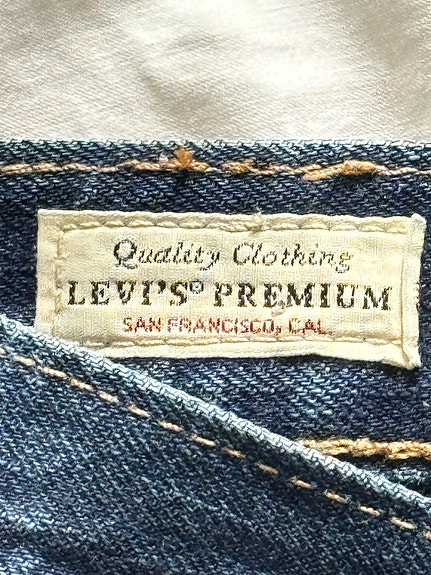 Quality Clothing
LEVI'S® PREMIUM
SAN FRANCISCO, CAL